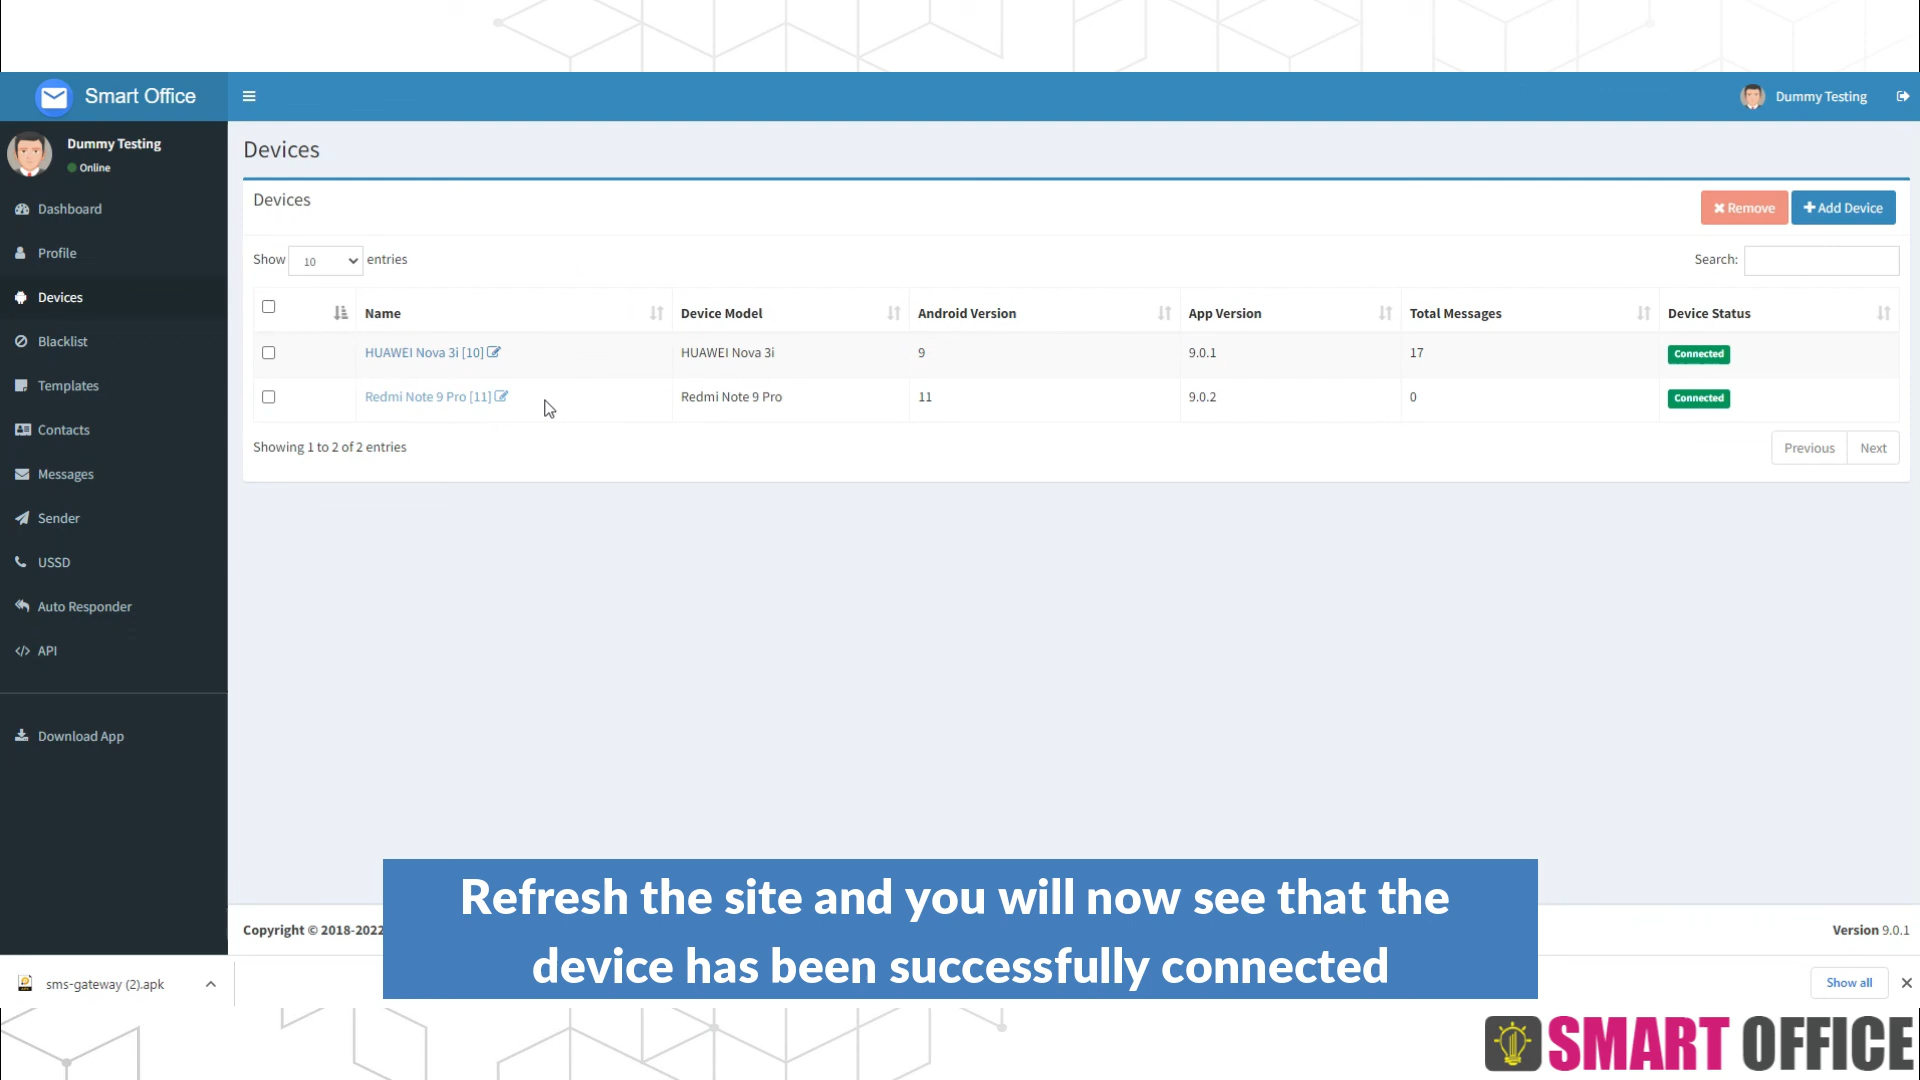 Smart Office
Dummy Testing
Dummy Testing
Online
Dashboard
Profile
Devices
Blacklist
Templates
Contacts
Messages
Sender
USSD
Auto Responder
API
Download App
Devices
Devices
Remove
Add Device
Show 10 entries
Search:
Name Device Model Android Version App Version Total Messages Device Status
HUAWEI Nova 3i [10] HUAWEI Nova 3i 9 9.0.1 17 Connected
Redmi Note 9 Pro [11] Redmi Note 9 Pro 11 9.0.2 0 Connected
Showing 1 to 2 of 2 entries
Previous Next
Refresh the site and you will now see that the
device has been successfully connected
Copyright © 2018-2022
Version 9.0.1
sms-gateway (2).apk
Show all
SMART OFFICE